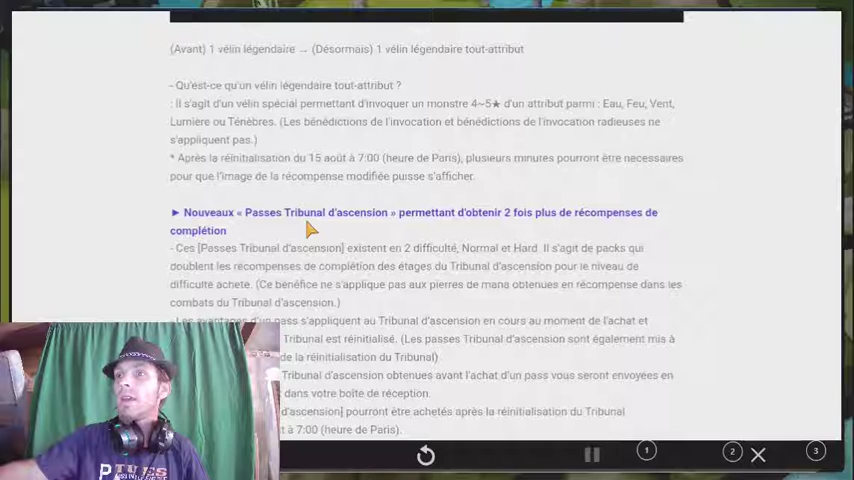 (Avant) 1 vélin légendaire → (Désormais) 1 vélin légendaire tout-attribut
- Qu'est-ce qu'un vélin légendaire tout-attribut ?
: Il s'agit d'un vélin spécial permettant d'invoquer un monstre 4~5★ d'un attribut parmi : Eau, Feu, Vent,
Lumière ou Ténèbres. (Les bénédictions de l'invocation et bénédictions de l'invocation radieuses ne
s'appliquent pas.)
* Après la réinitialisation du 15 août à 7:00 (heure de Paris), plusieurs minutes pourront être necessaires
pour que l'image de la récompense modifiée puisse s'afficher.
► Nouveaux « Passes Tribunal d'ascension » permettant d'obtenir 2 fois plus de récompenses de
complétion
- Ces [Passes Tribunal d'ascension] existent en 2 difficulté, Normal et Hard. Il s'agit de packs qui
doublent les récompenses de complétion des étages du Tribunal d'ascension pour le niveau de
difficulté acheté. (Ce bénéfice ne s'applique pas aux pierres de mana obtenues en récompense dans les
combats du Tribunal d'ascension.)
- Les avantages d'un pass s'appliquent au Tribunal d'ascension en cours au moment de l'achat et
Tribunal est réinitialisé. (Les passes Tribunal d'ascension sont également mis à
de la réinitialisation du Tribunal)
Tribunal d'ascension obtenues avant l'achat d'un pass vous seront envoyées en
dans votre boîte de réception.
d'ascension] pourront être achetés après la réinitialisation du Tribunal
à 7:00 (heure de Paris).
1 2 3